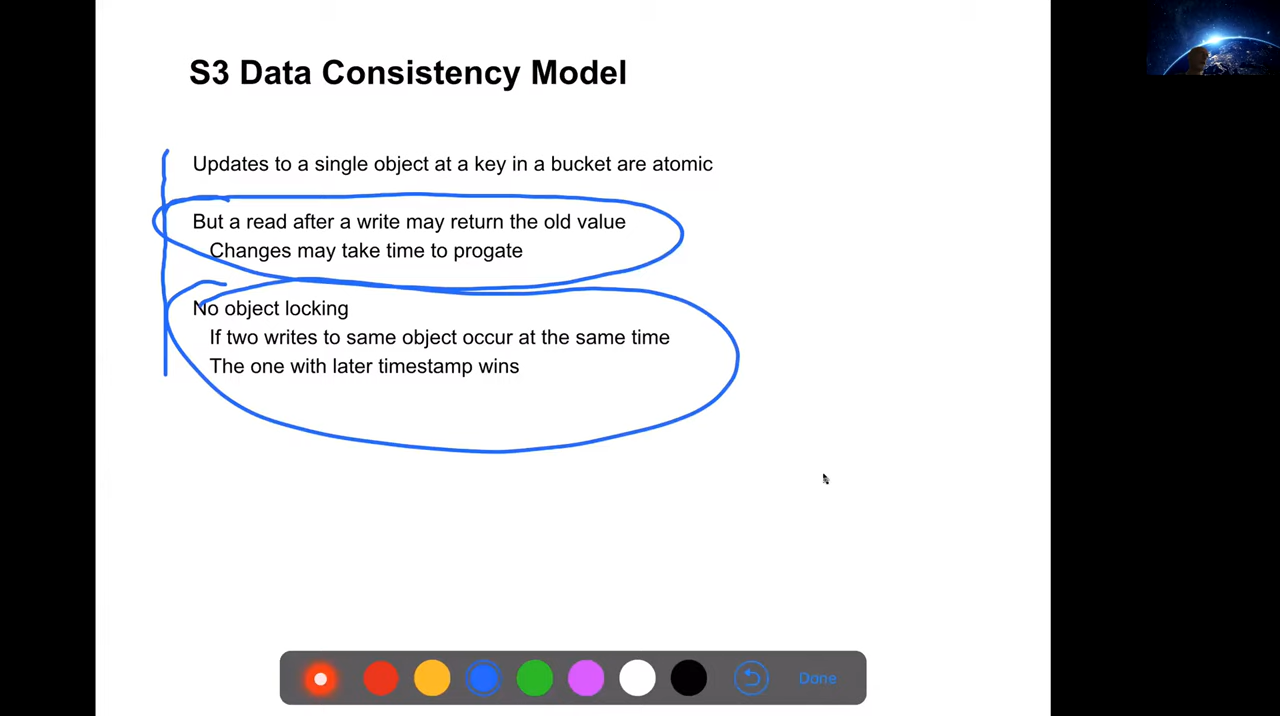 S3 Data Consistency Model
Updates to a single object at a key in a bucket are atomic
But a read after a write may return the old value
Changes may take time to progate
No object locking
If two writes to same object occur at the same time
The one with later timestamp wins
Done